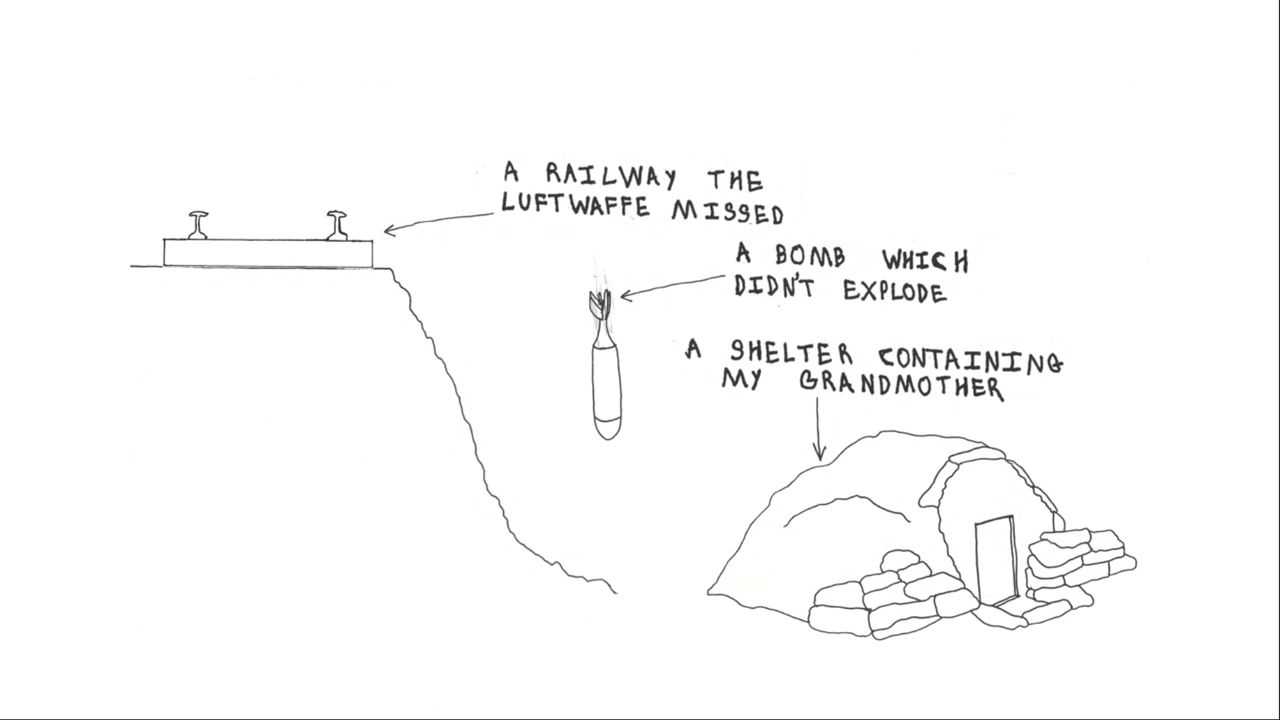 A RAILWAY THE
LUFTWAFFE MISSED
A BOMB WHICH
DIDN'T EXPLODE
A SHELTER CONTAINING
MY GRANDMOTHER